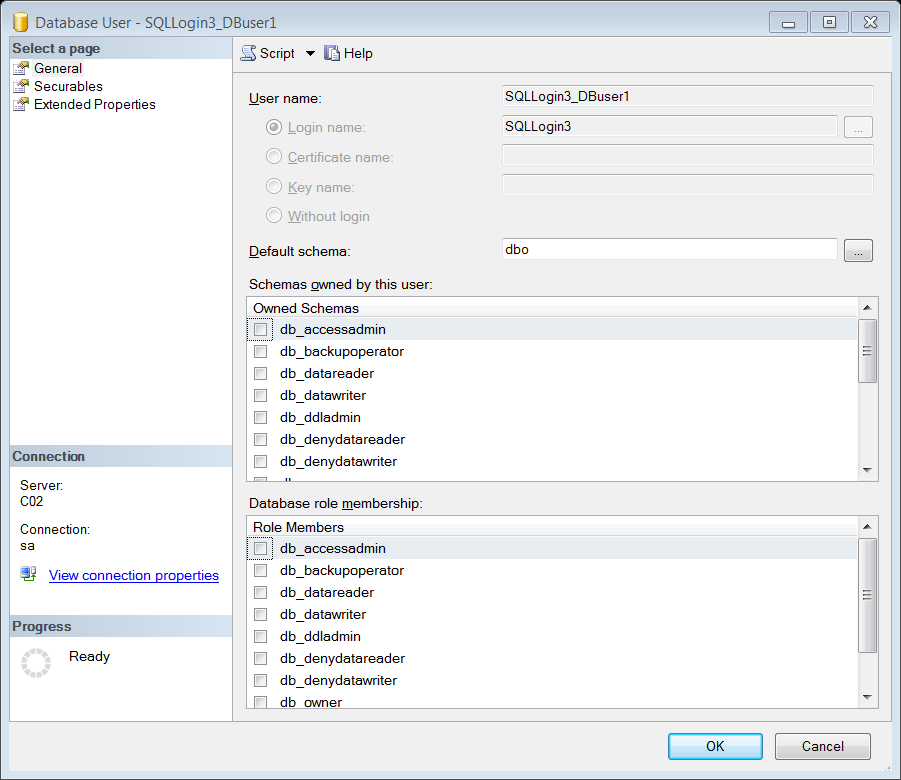 Database User - SQLLogin3_DBuser1
Select a page
General
Securables
Extended Properties
Script
Help
User name:
SQLLogin3_DBuser1
Login name:
SQLLogin3
...
Certificate name:
Key name:
Without login
Default schema:
dbo
...
Schemas owned by this user:
Owned Schemas
db_accessadmin
db_backupoperator
db_datareader
db_datawriter
db_ddladmin
db_denydatareader
db_denydatawriter
Database role membership:
Role Members
db_accessadmin
db_backupoperator
db_datareader
db_datawriter
db_ddladmin
db_denydatareader
db_denydatawriter
db_owner
Connection
Server:
C02
Connection:
sa
View connection properties
Progress
Ready
OK
Cancel